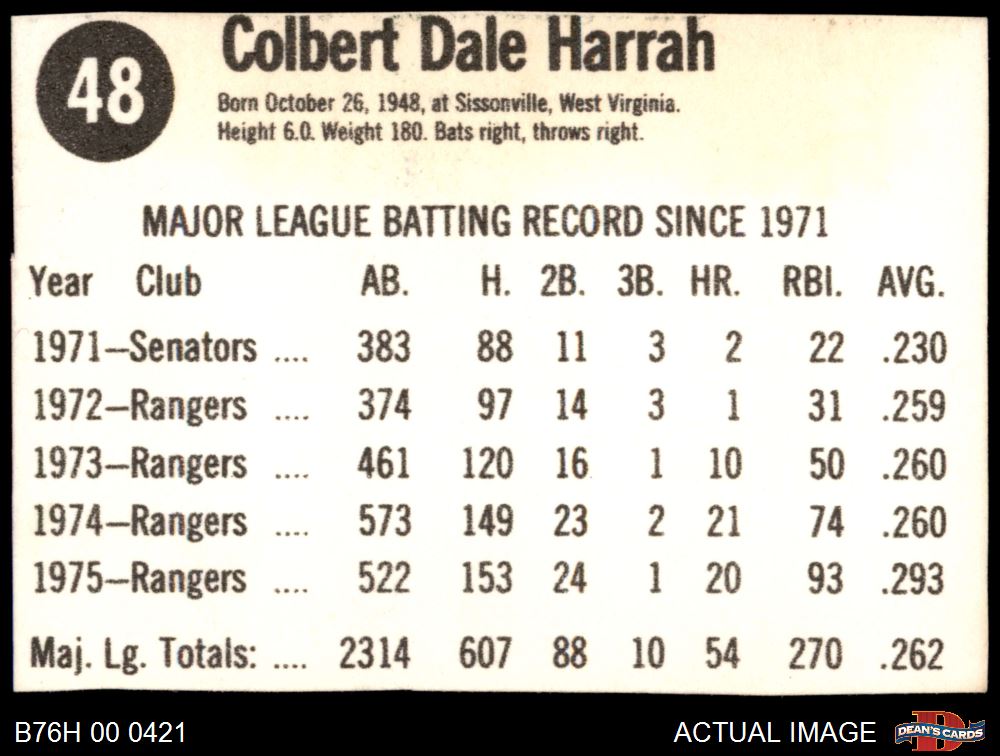 48
Colbert Dale Harrah
Born October 26, 1948, at Sissonville, West Virginia.
Height 6.0. Weight 180. Bats right, throws right.
MAJOR LEAGUE BATTING RECORD SINCE 1971
Year Club AB. H. 2B. 3B. HR. RBI. AVG.
1971—Senators .... 383 88 11 3 2 22 .230
1972—Rangers .... 374 97 14 3 1 31 .259
1973—Rangers .... 461 120 16 1 10 50 .260
1974—Rangers .... 573 149 23 2 21 74 .260
1975—Rangers .... 522 153 24 1 20 93 .293
Maj. Lg. Totals: .... 2314 607 88 10 54 270 .262
B76H 00 0421 ACTUAL IMAGE DEAN'S CARDS